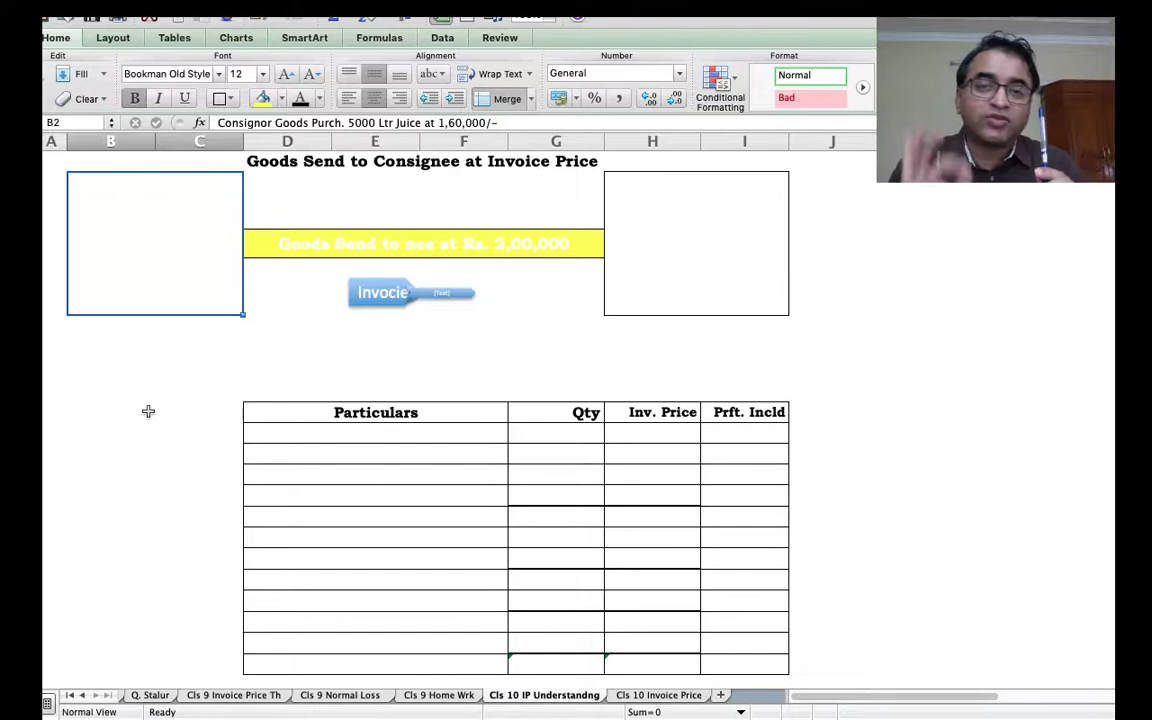 Home Layout Tables Charts SmartArt Formulas Data Review
Edit Font Alignment Number Format
Fill Bookman Old Style 12 A A abc Wrap Text General Normal
Clear B I U A Merge % , .00 Conditional Formatting Bad
B2 fx Consignor Goods Purch. 5000 Ltr Juice at 1,60,000/-
A B C D E F G H I J
Goods Send to Consignee at Invoice Price
Goods Send to nee at Rs. 2,00,000
Invocie [Text]
Particulars Qty Inv. Price Prft. Incld
Q. Stalur Cls 9 Invoice Price Th Cls 9 Normal Loss Cls 9 Home Wrk Cls 10 IP Understandng Cls 10 Invoice Price
Normal View Ready Sum=0